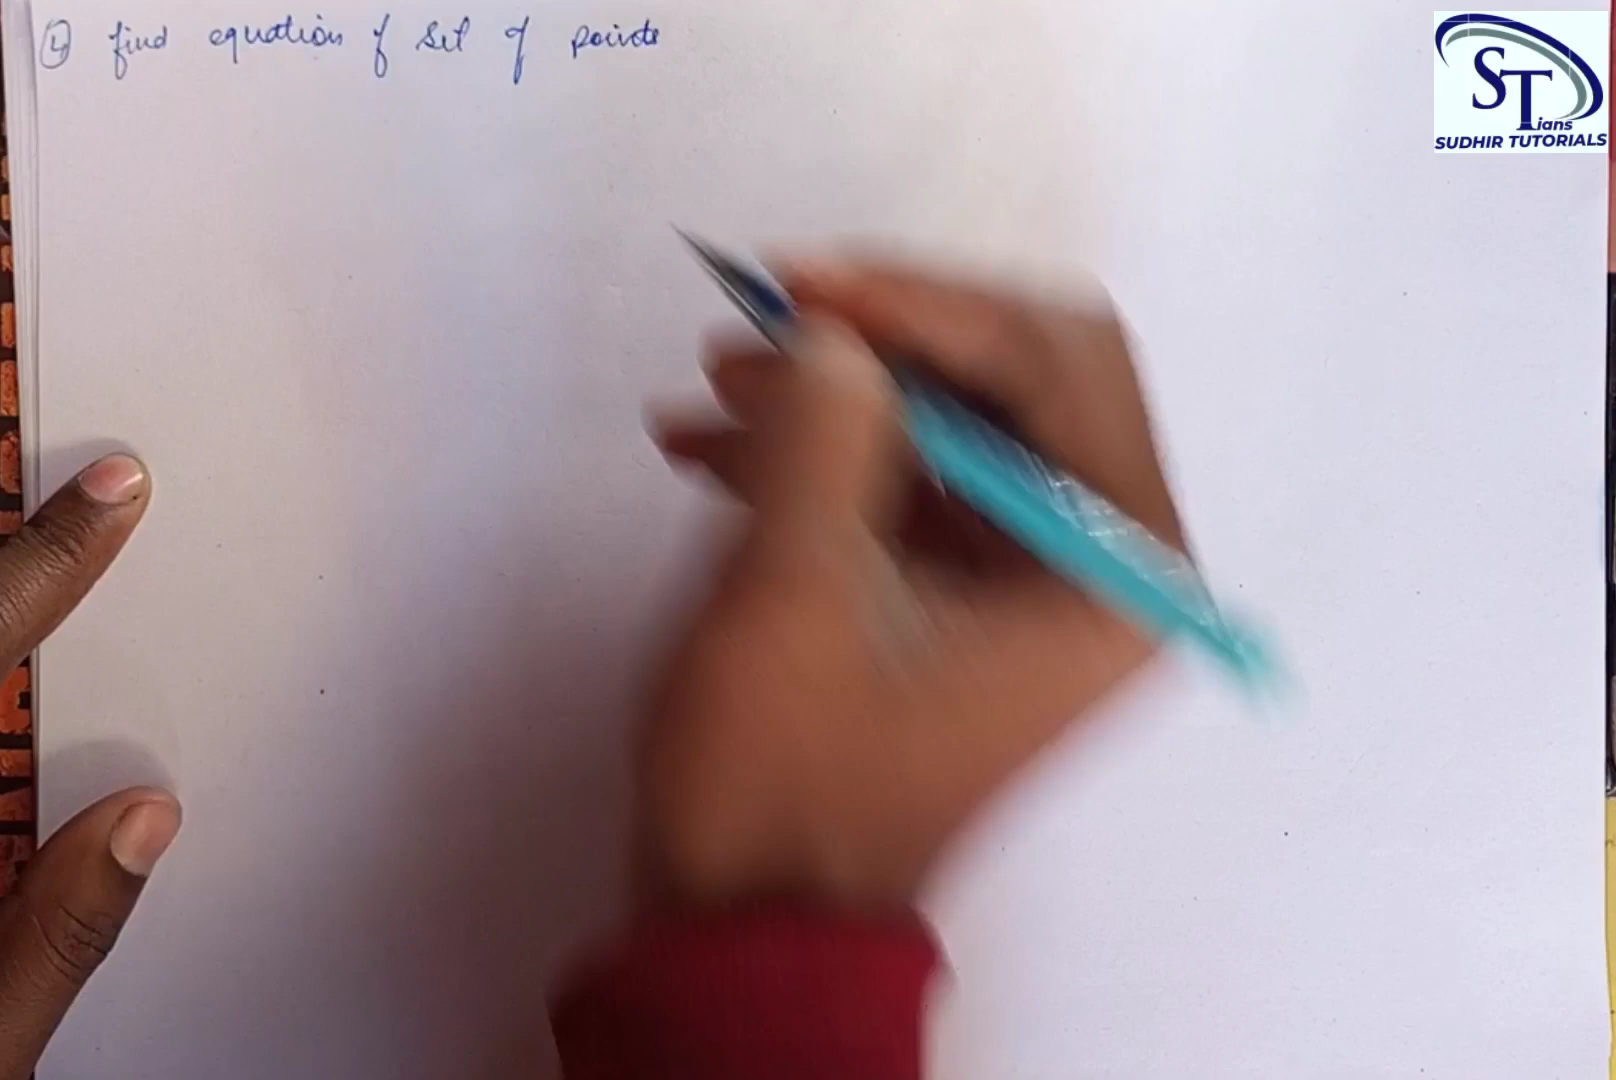 ④ find equation of set of points
ST
ians
SUDHIR TUTORIALS